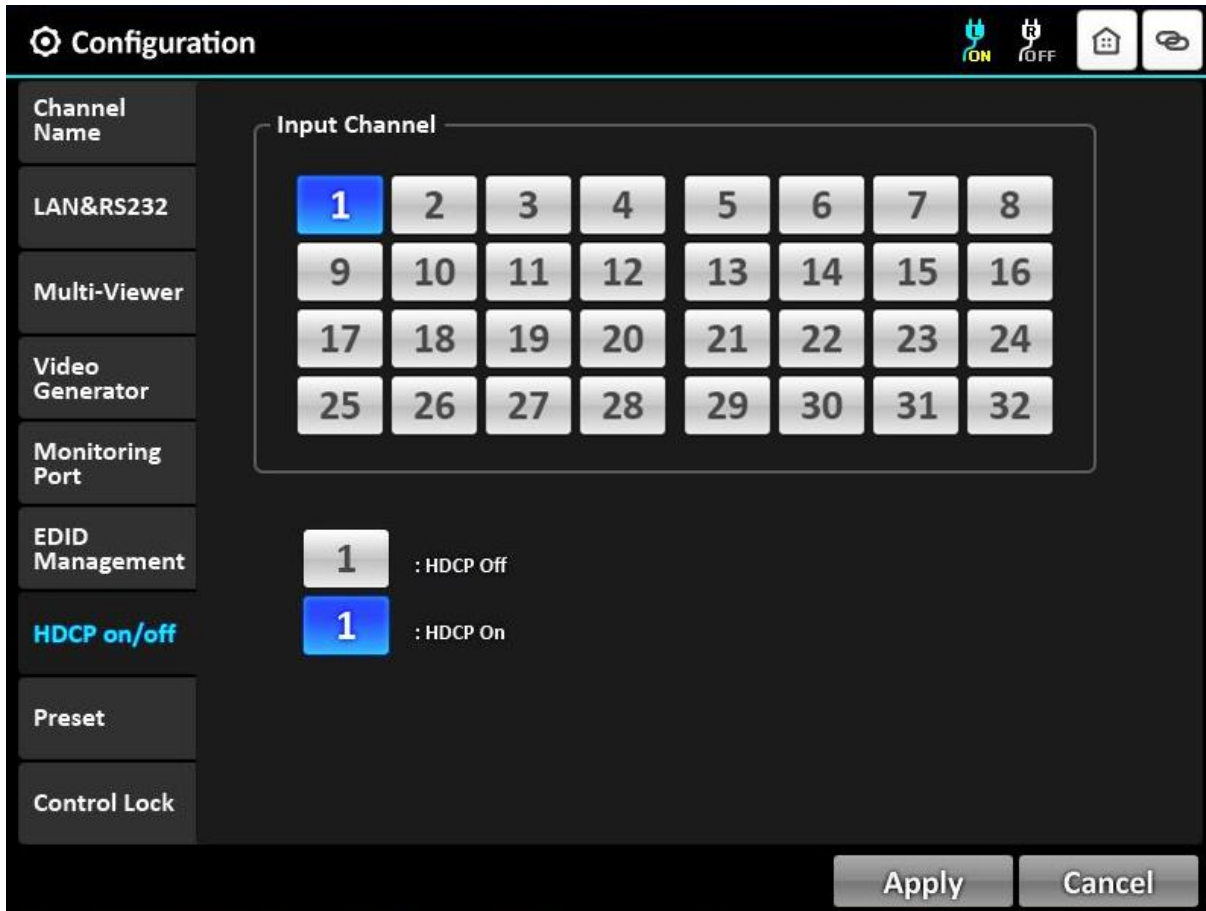 Configuration
L
ON
R
OFF
Channel
Name
LAN&RS232
Multi-Viewer
Video
Generator
Monitoring
Port
EDID
Management
HDCP on/off
Preset
Control Lock
Input Channel
1 2 3 4 5 6 7 8
9 10 11 12 13 14 15 16
17 18 19 20 21 22 23 24
25 26 27 28 29 30 31 32
1 : HDCP Off
1 : HDCP On
Apply Cancel